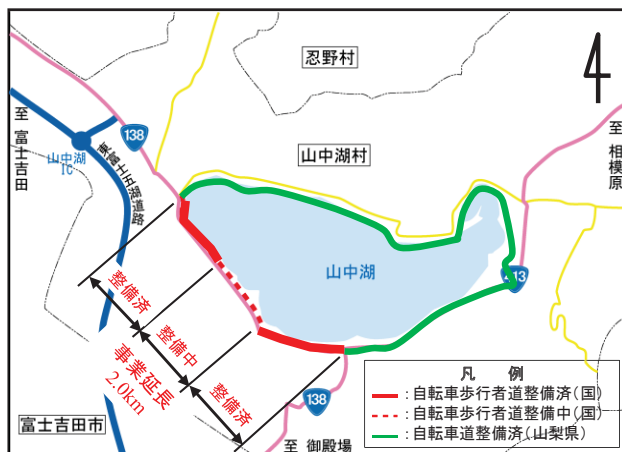 忍野村
138
至 富士吉田
山中湖
IC
東富士五湖道路
山中湖村
至 相模原
山中湖
413
整備済
整備中
整備済
事業延長
2.0km
富士吉田市
138
至 御殿場
凡 例
:自転車歩行者道整備済(国)
:自転車歩行者道整備中(国)
:自転車道整備済(山梨県)